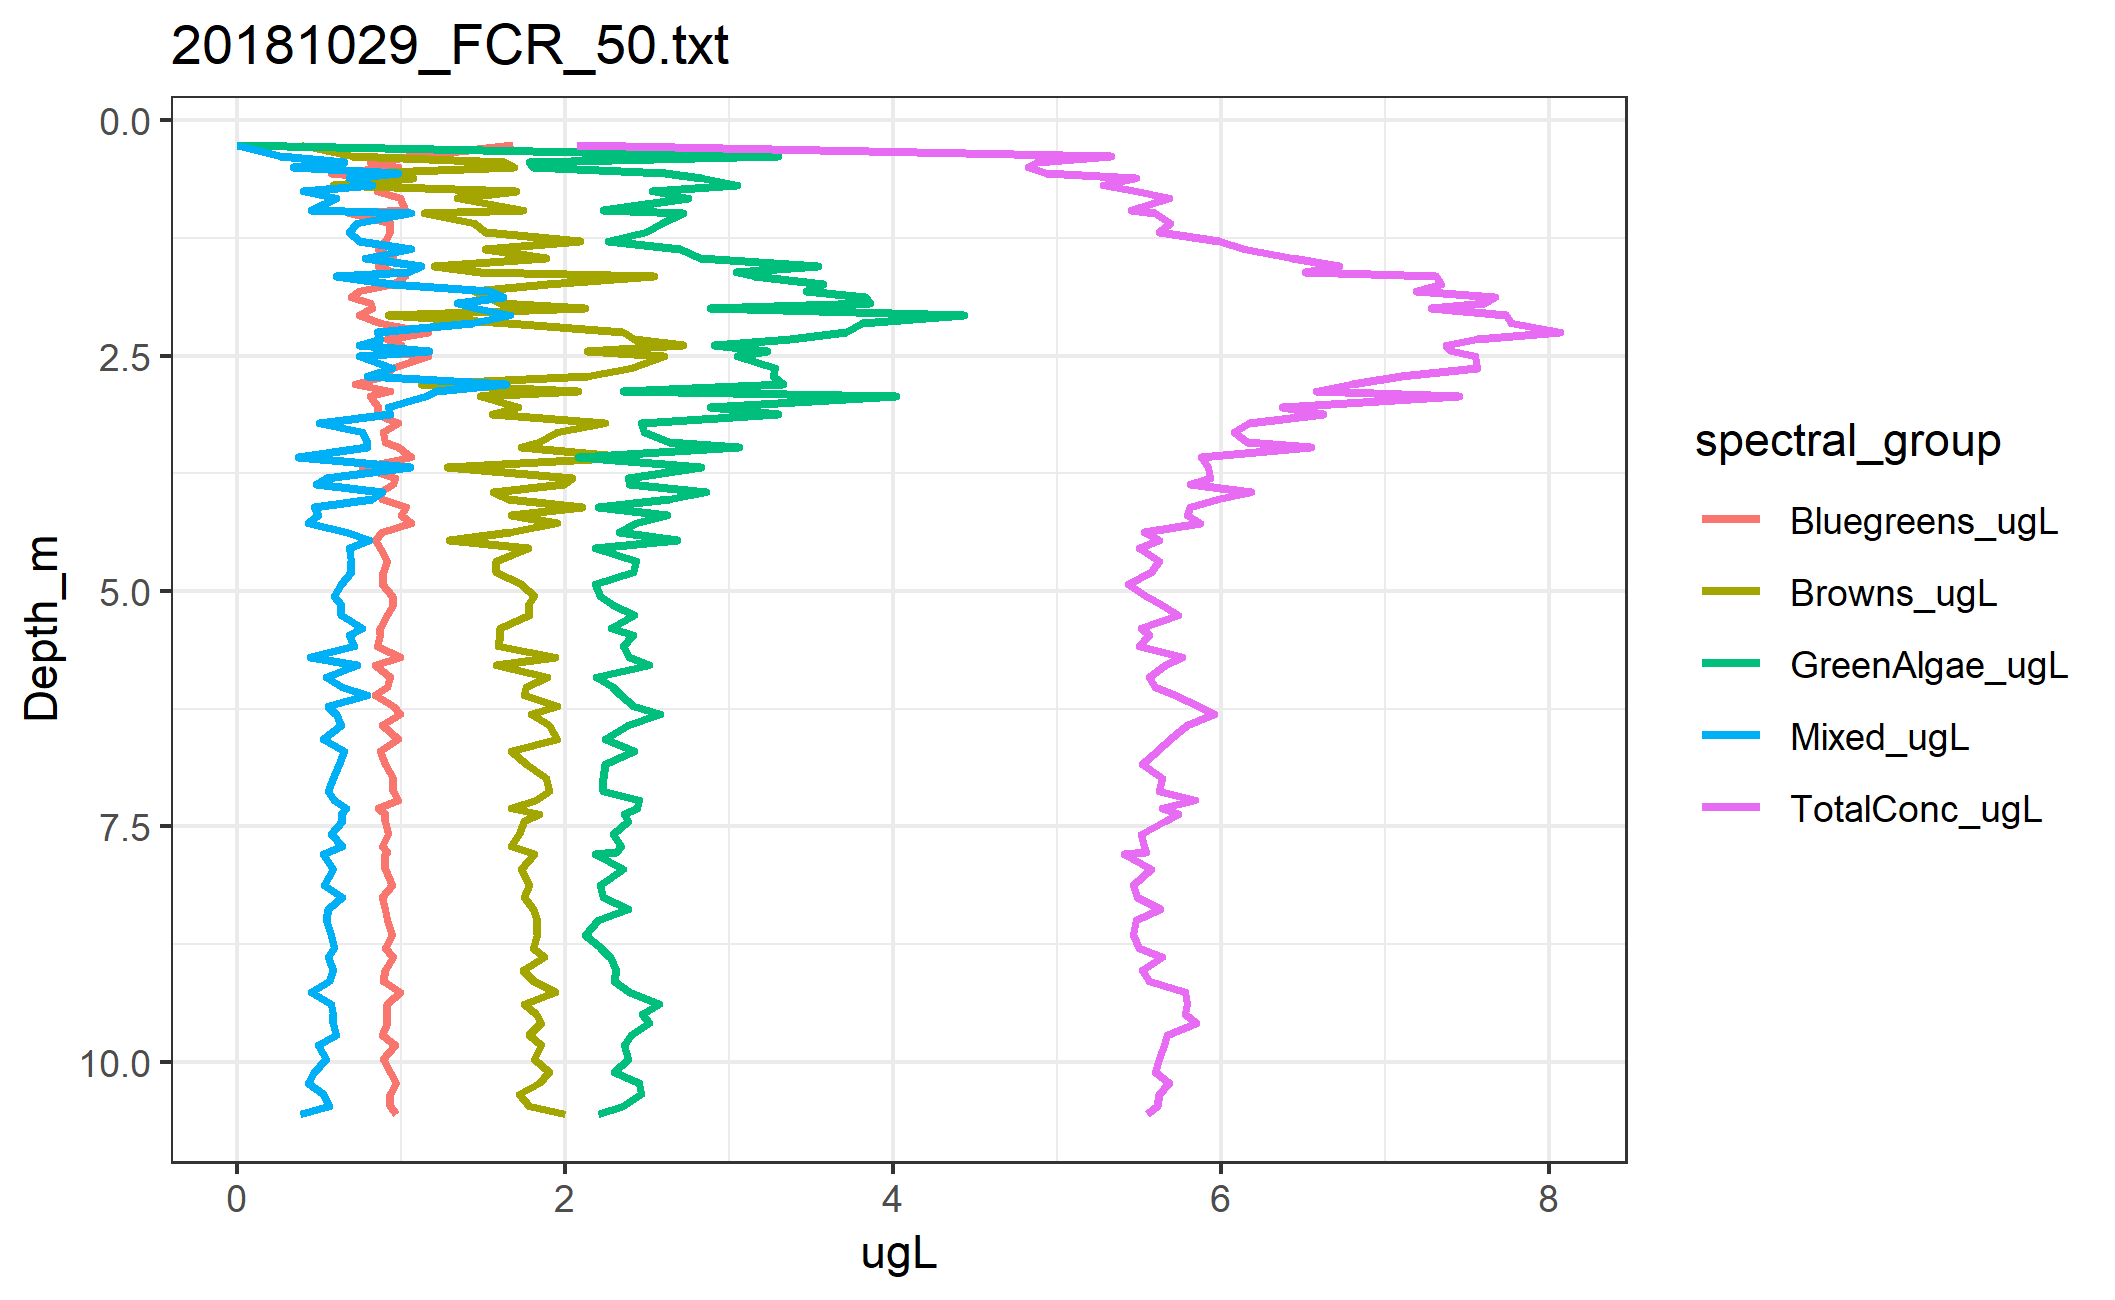 20181029_FCR_50.txt
0.0
2.5
5.0
7.5
10.0
Depth_m
0 2 4 6 8
ugL
spectral_group
Bluegreens_ugL
Browns_ugL
GreenAlgae_ugL
Mixed_ugL
TotalConc_ugL